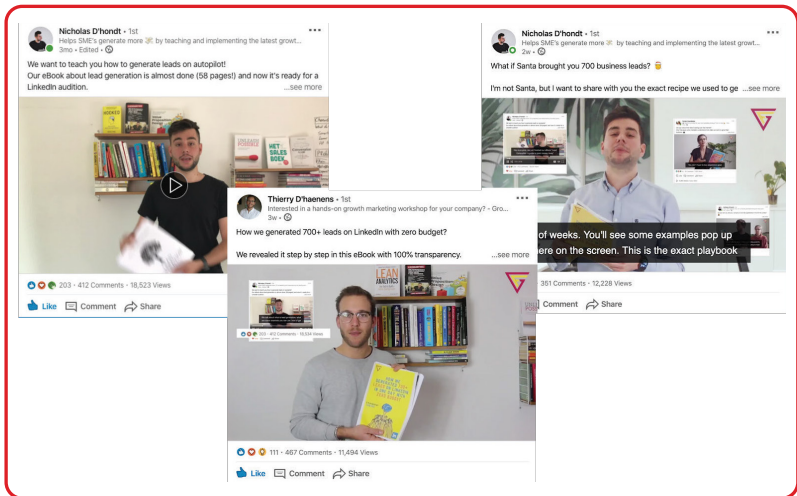 Nicholas D'hondt • 1st
Helps SME's generate more 💸 by teaching and implementing the latest growt...
3mo • Edited •
We want to teach you how to generate leads on autopilot!
Our eBook about lead generation is almost done (58 pages!) and now it's ready for a
LinkedIn audition.
...see more
HOOKED
203 · 412 Comments · 18,523 Views
Like Comment Share
Thierry D'haenens • 1st
Interested in a hands-on growth marketing workshop for your company? - Gro...
3w •
How we generated 700+ leads on LinkedIn with zero budget?
We revealed it step by step in this eBook with 100% transparency.
...see more
LEAN
ANALYTICS
111 · 467 Comments · 11,494 Views
Like Comment Share
Nicholas D'hondt • 1st
Helps SME's generate more 💸 by teaching and implementing the latest growt...
2w •
What if Santa brought you 700 business leads? 🎅
I'm not Santa, but I want to share with you the exact recipe we used to ge ...see more
of weeks. You'll see some examples pop up
here on the screen. This is the exact playbook
351 Comments · 12,228 Views
Comment Share